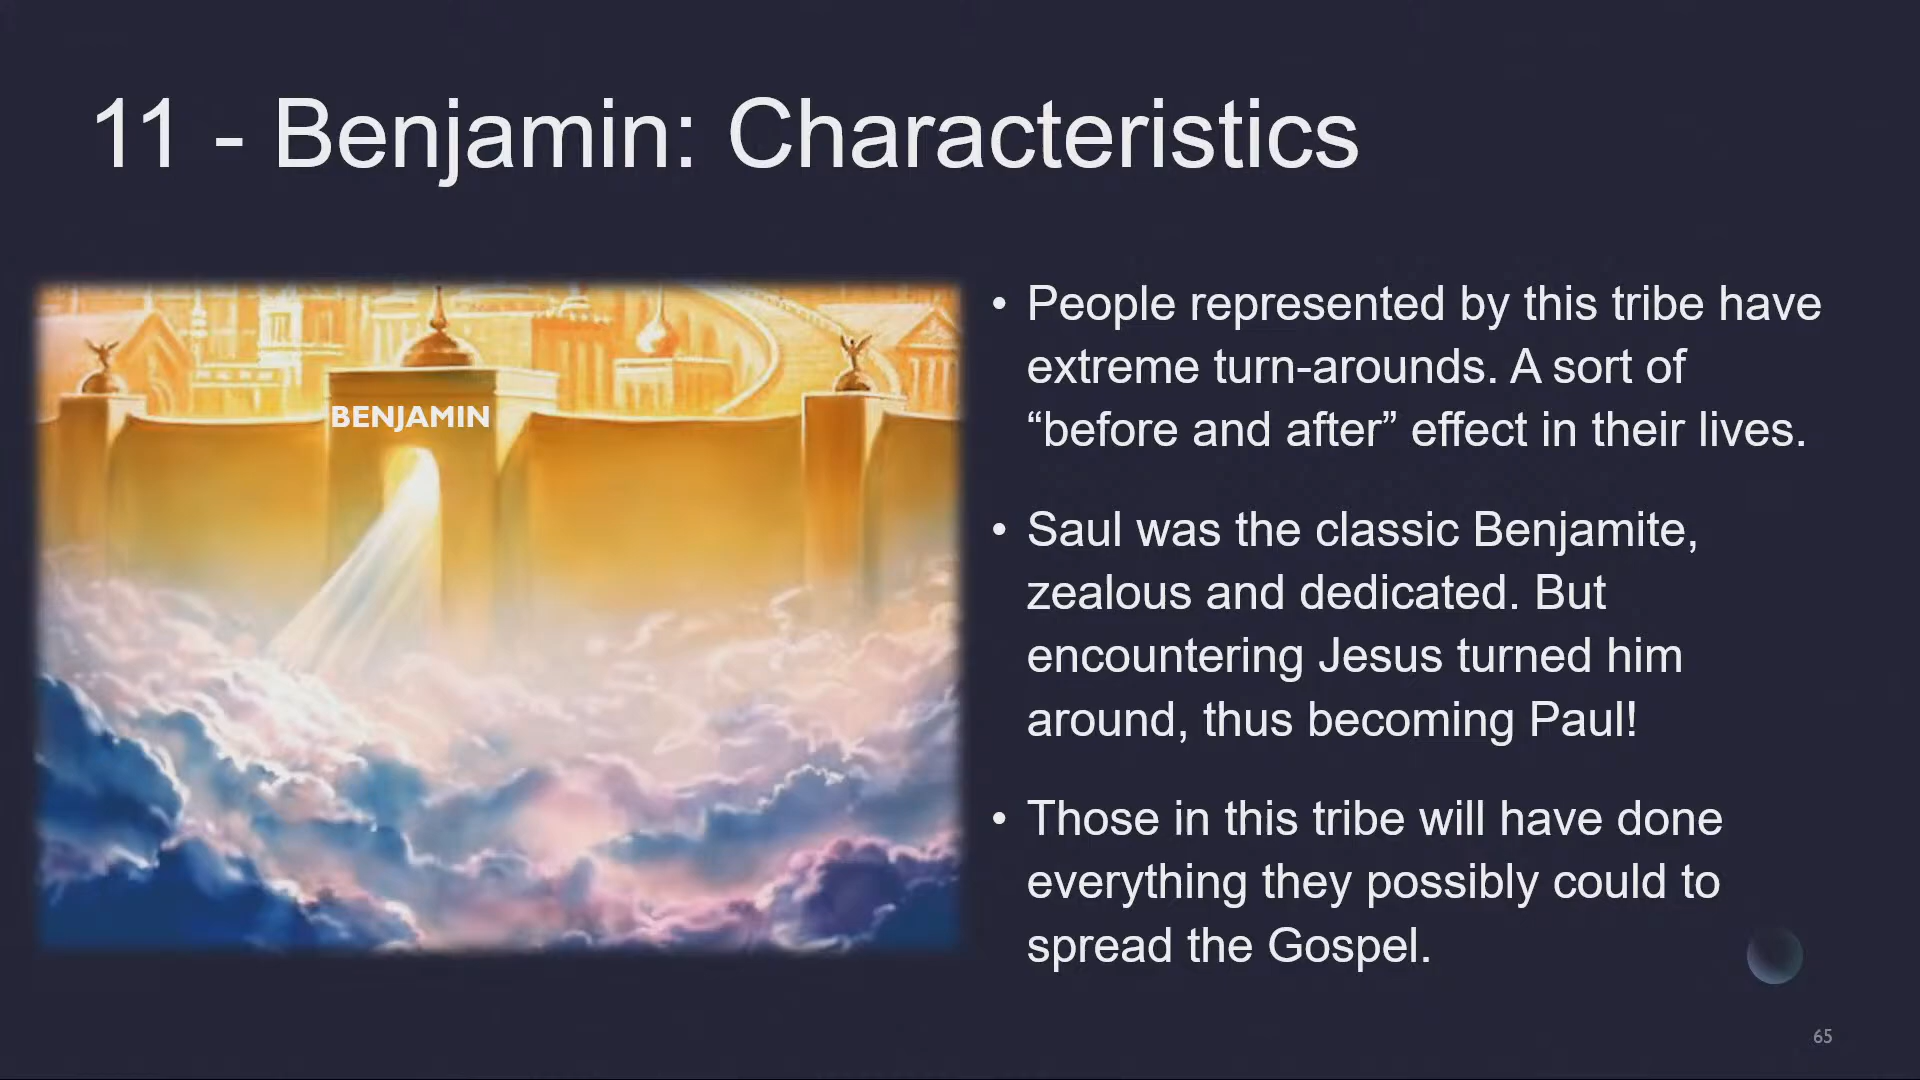 11 - Benjamin: Characteristics
BENJAMIN
• People represented by this tribe have
extreme turn-arounds. A sort of
“before and after” effect in their lives.
• Saul was the classic Benjamite,
zealous and dedicated. But
encountering Jesus turned him
around, thus becoming Paul!
• Those in this tribe will have done
everything they possibly could to
spread the Gospel.
65